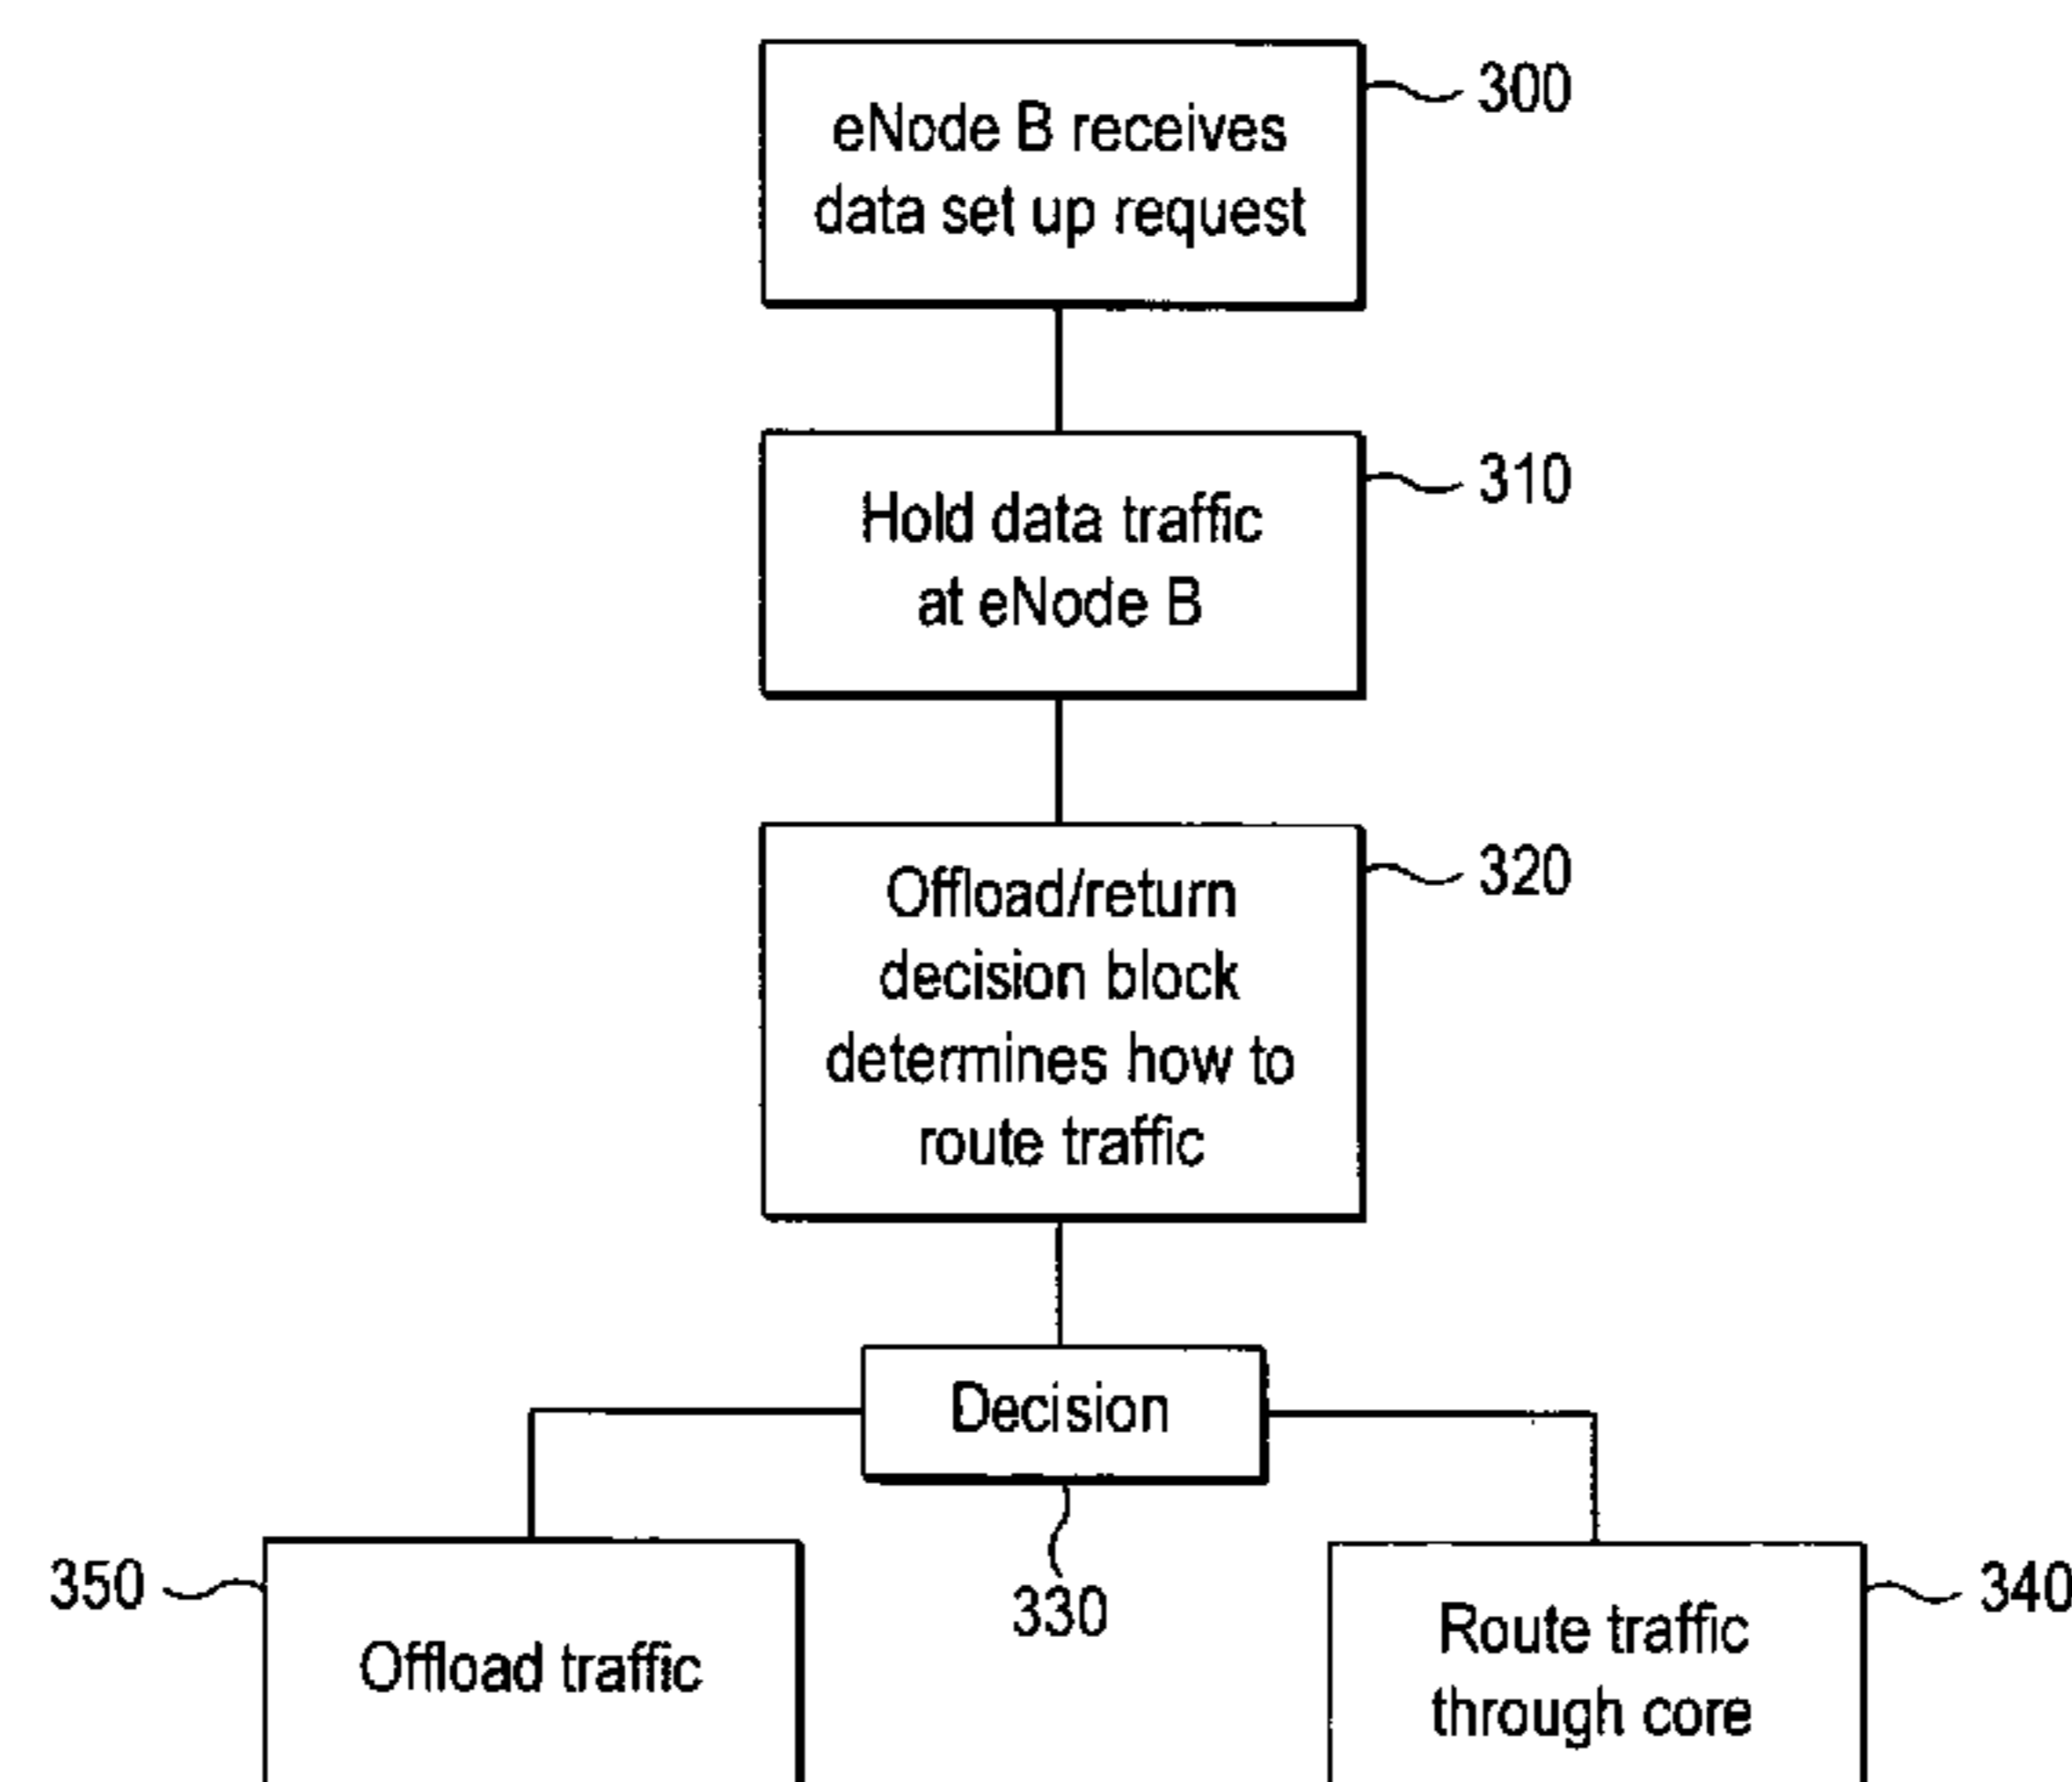 eNode B receives
data set up request
300
Hold data traffic
at eNode B
310
Offload/return
decision block
determines how to
route traffic
320
Decision
330
350
Offload traffic
Route traffic
through core
340